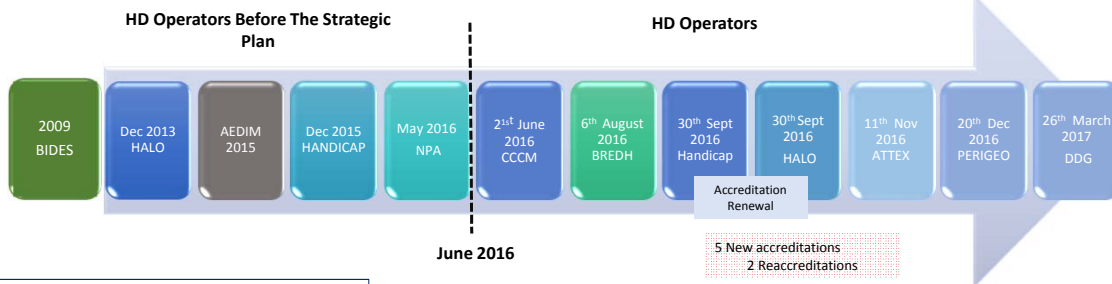 HD Operators Before The Strategic
Plan
HD Operators
2009
BIDES
Dec 2013
HALO
AEDIM
2015
Dec 2015
HANDICAP
May 2016
NPA
2¹ˢᵗ June
2016
CCCM
6ᵗʰ August
2016
BREDH
30ᵗʰ Sept
2016
Handicap
30ᵗʰ Sept
2016
HALO
11ᵗʰ Nov
2016
ATTEX
20ᵗʰ Dec
2016
PERIGEO
26ᵗʰ March
2017
DDG
Accreditation
Renewal
June 2016
5 New accreditations
2 Reaccreditations